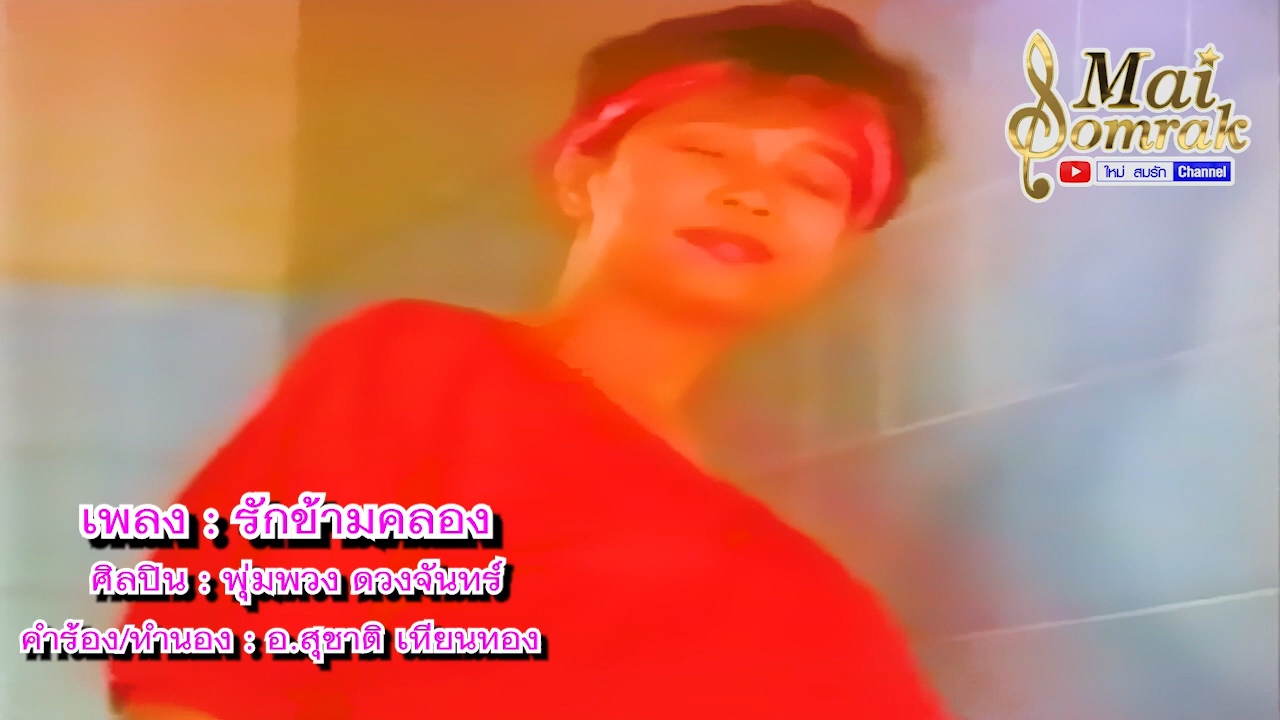 Mai
Somrak
ใหม่ สมรัก Channel
เพลง : รักข้ามคลอง
ศิลปิน : พุ่มพวง ดวงจันทร์
คำร้อง/ทำนอง : อ.สุชาติ เทียนทอง